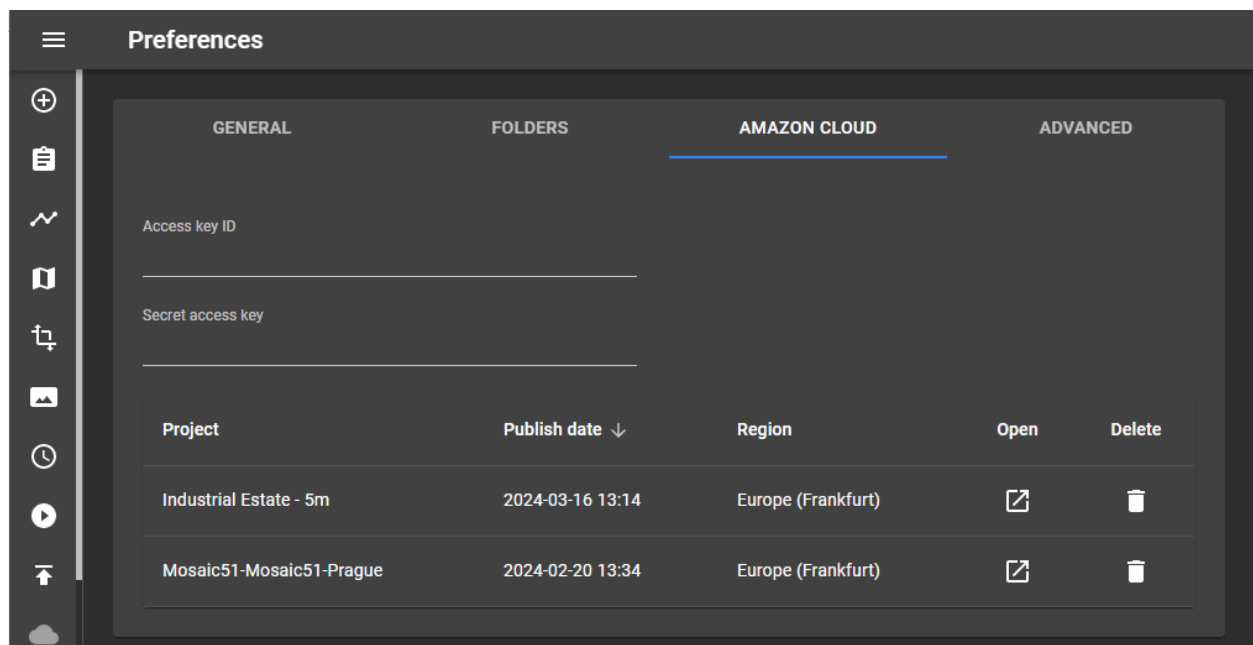 Preferences
GENERAL FOLDERS AMAZON CLOUD ADVANCED
Access key ID
Secret access key
Project Publish date Region Open Delete
Industrial Estate - 5m 2024-03-16 13:14 Europe (Frankfurt)
Mosaic51-Mosaic51-Prague 2024-02-20 13:34 Europe (Frankfurt)